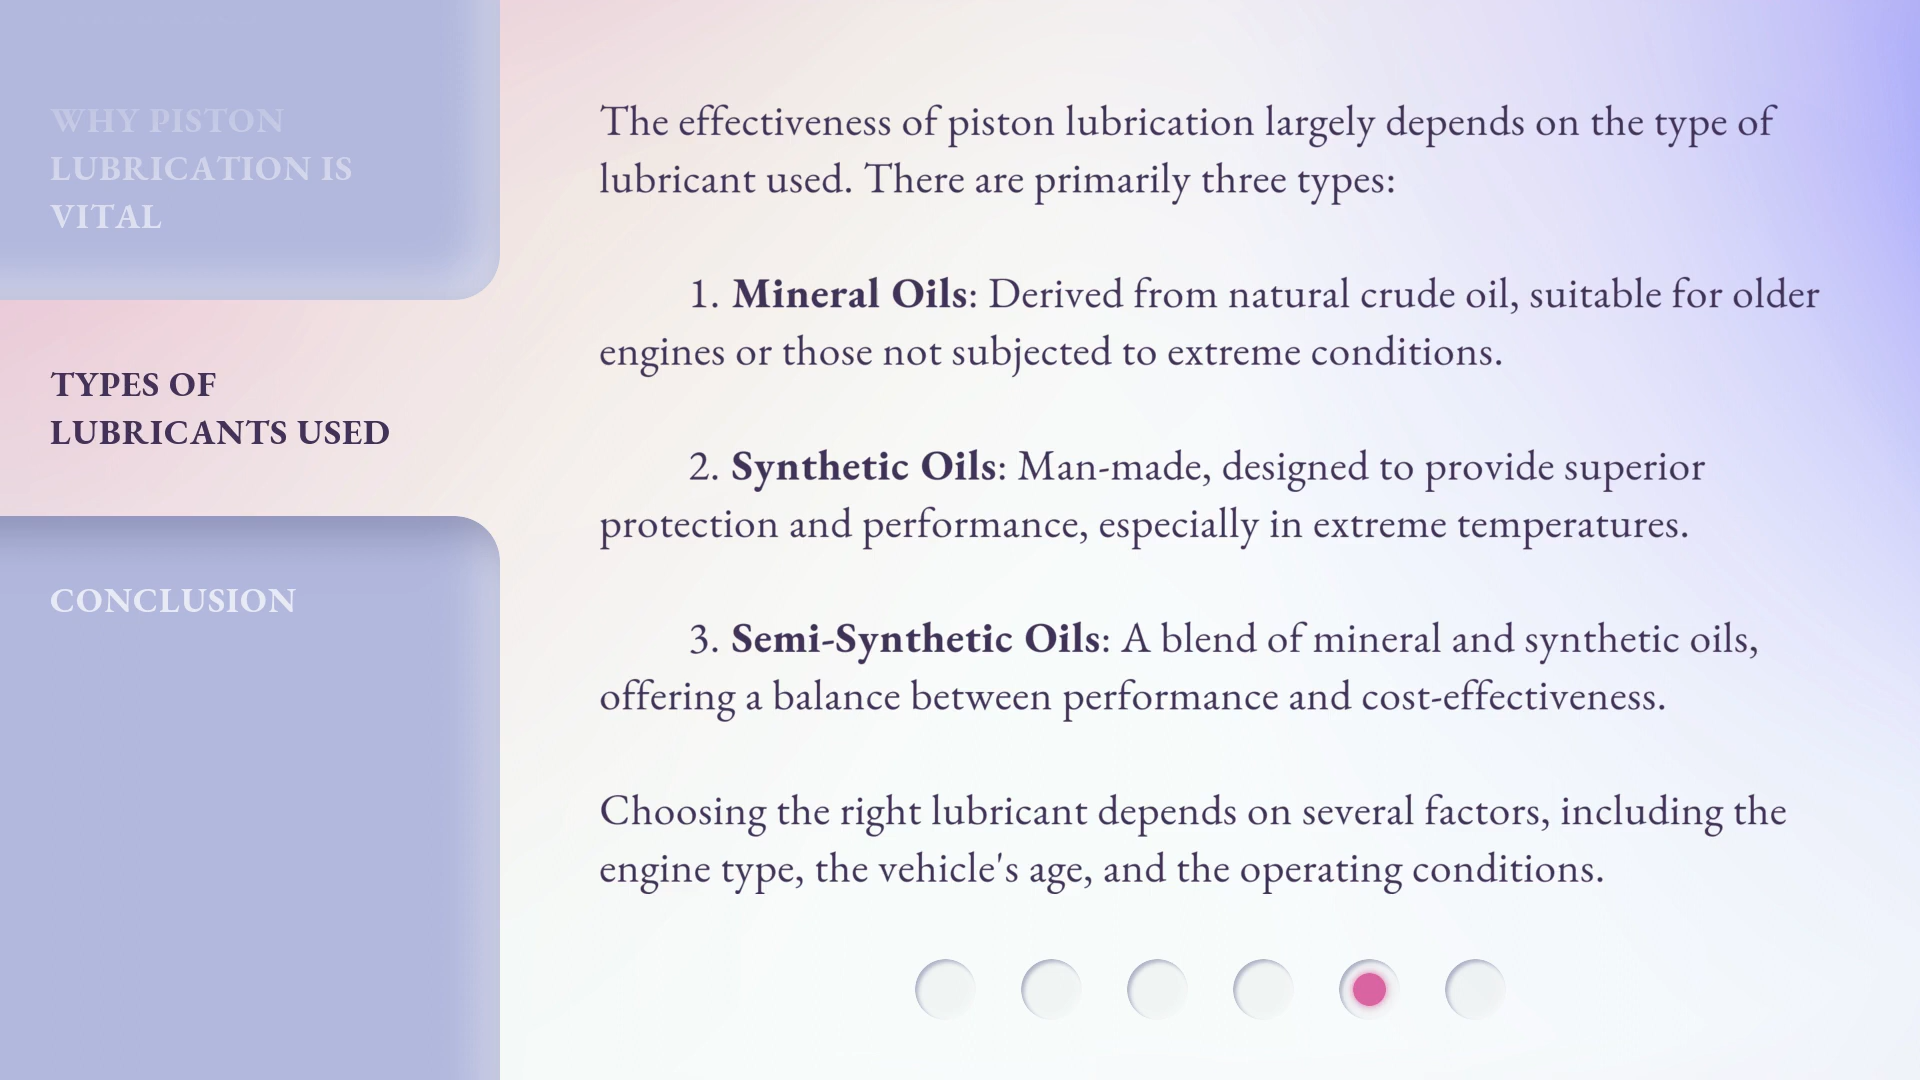 WHY PISTON
LUBRICATION IS
VITAL
TYPES OF
LUBRICANTS USED
CONCLUSION
The effectiveness of piston lubrication largely depends on the type of
lubricant used. There are primarily three types:
1. Mineral Oils: Derived from natural crude oil, suitable for older
engines or those not subjected to extreme conditions.
2. Synthetic Oils: Man-made, designed to provide superior
protection and performance, especially in extreme temperatures.
3. Semi-Synthetic Oils: A blend of mineral and synthetic oils,
offering a balance between performance and cost-effectiveness.
Choosing the right lubricant depends on several factors, including the
engine type, the vehicle's age, and the operating conditions.